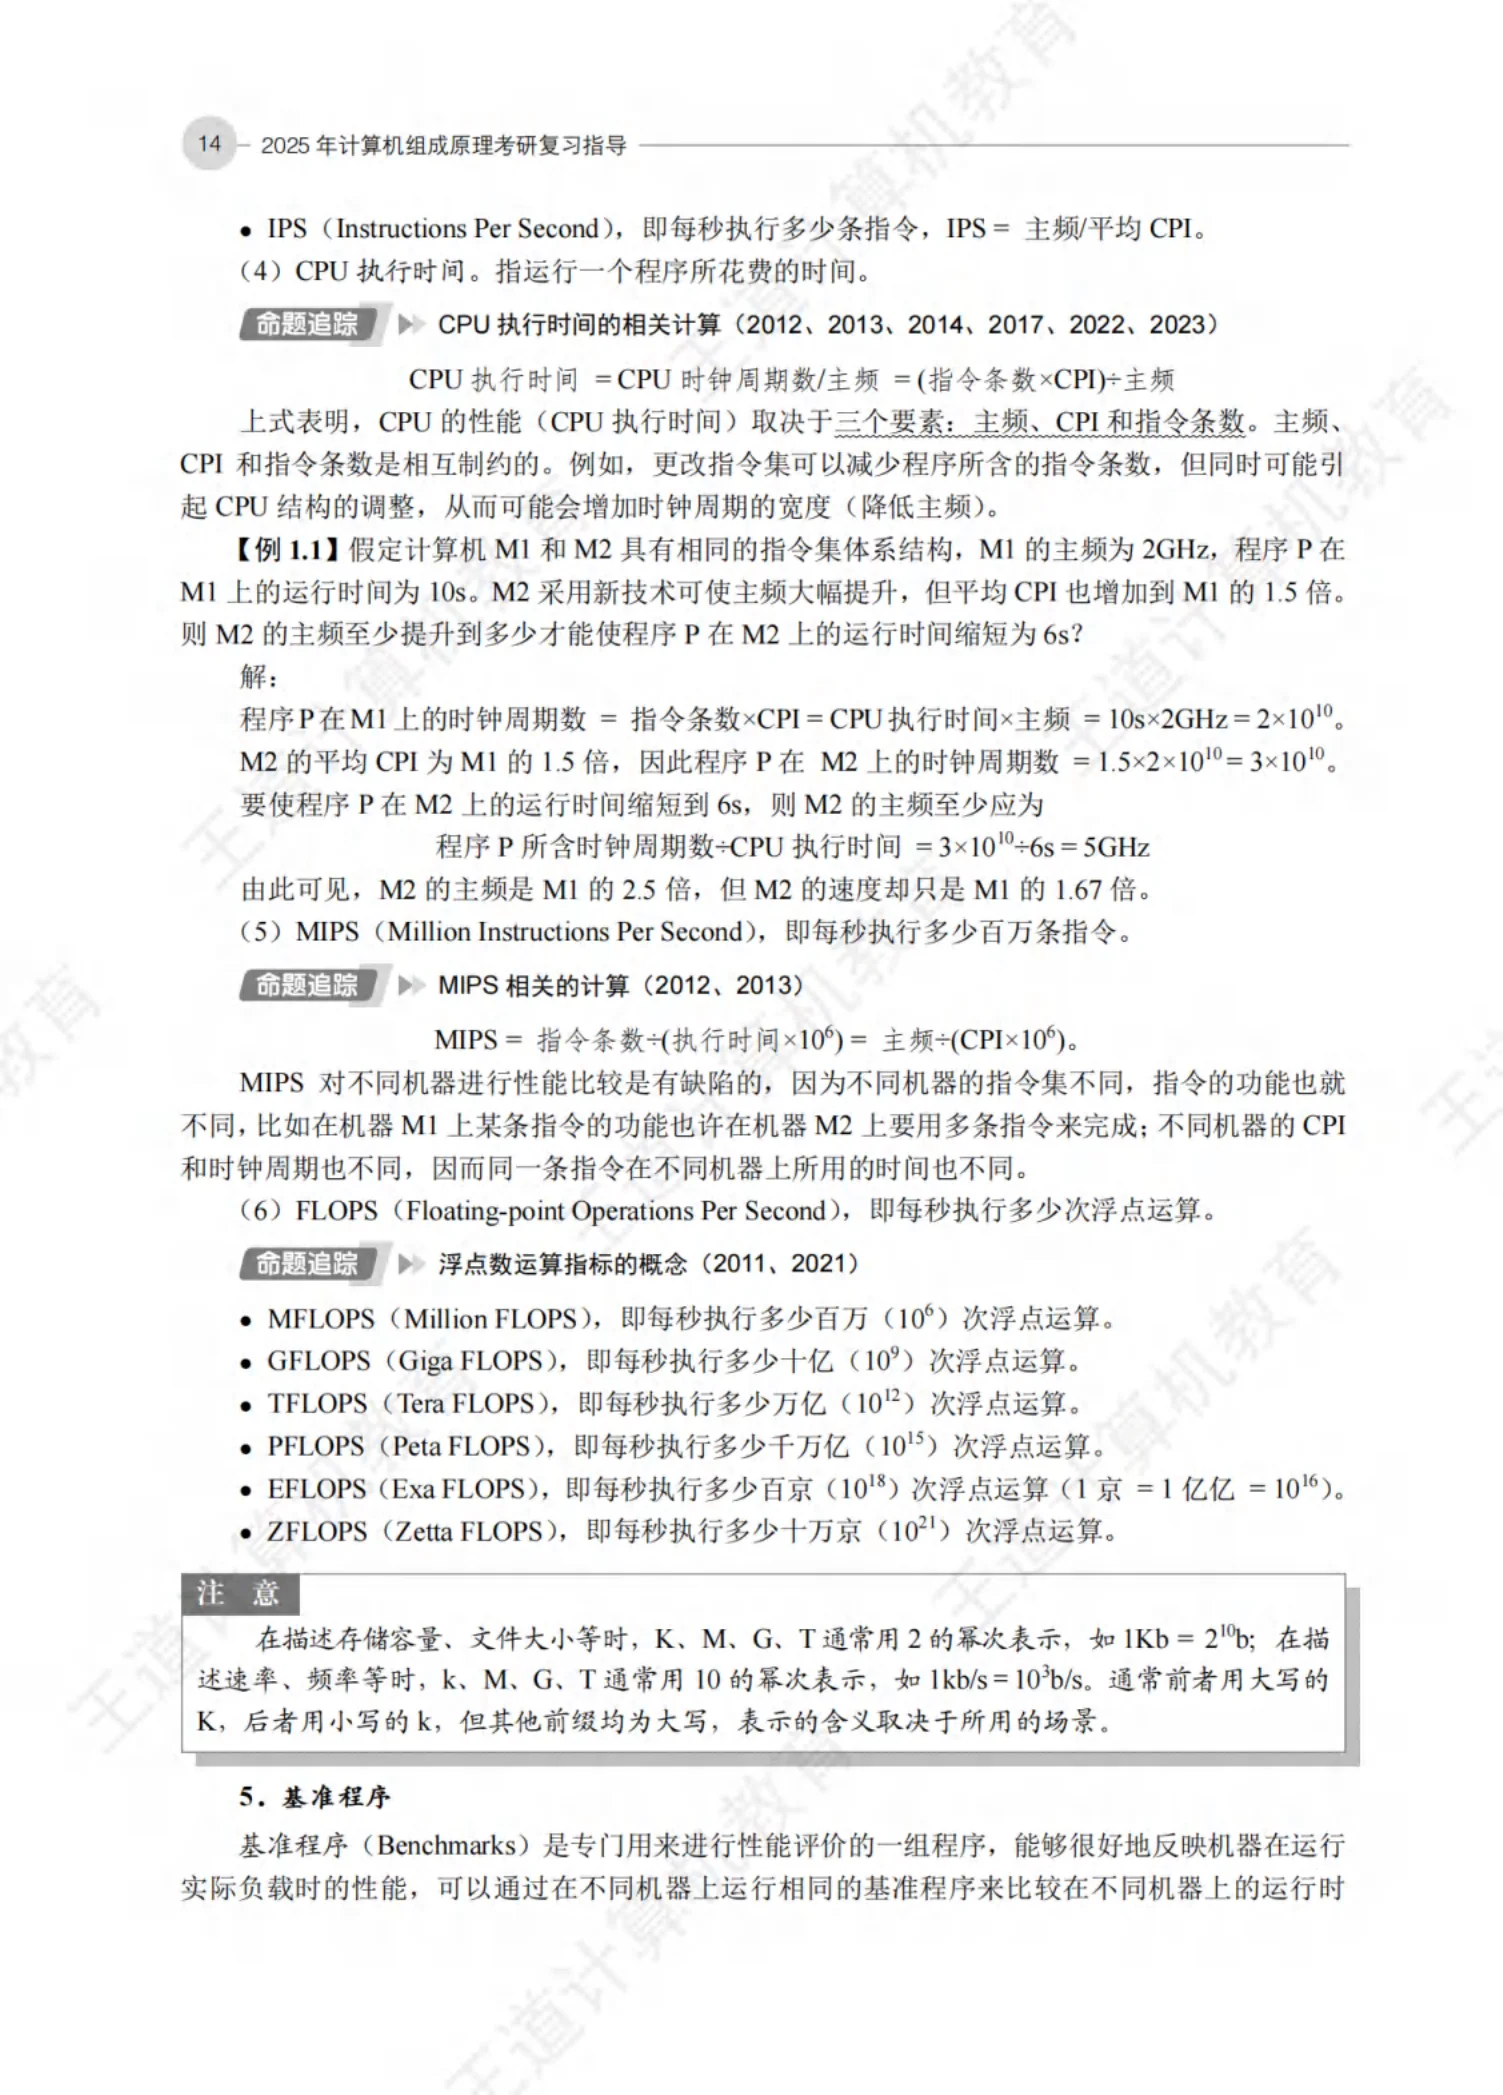 14 2025 年计算机组成原理考研复习指导
● IPS（Instructions Per Second），即每秒执行多少条指令，IPS = 主频/平均 CPI。
（4）CPU 执行时间。指运行一个程序所花费的时间。
命题追踪 CPU 执行时间的相关计算（2012、2013、2014、2017、2022、2023）
CPU 执行时间 = CPU 时钟周期数/主频 = (指令条数×CPI)÷主频
上式表明，CPU 的性能（CPU 执行时间）取决于三个要素：主频、CPI 和指令条数。主频、
CPI 和指令条数是相互制约的。例如，更改指令集可以减少程序所含的指令条数，但同时可能引
起 CPU 结构的调整，从而可能会增加时钟周期的宽度（降低主频）。
【例 1.1】假定计算机 M1 和 M2 具有相同的指令集体系结构，M1 的主频为 2GHz，程序 P 在
M1 上的运行时间为 10s。M2 采用新技术可使主频大幅提升，但平均 CPI 也增加到 M1 的 1.5 倍。
则 M2 的主频至少提升到多少才能使程序 P 在 M2 上的运行时间缩短为 6s？
解：
程序 P 在 M1 上的时钟周期数 = 指令条数×CPI = CPU 执行时间×主频 = 10s×2GHz = 2×10¹⁰。
M2 的平均 CPI 为 M1 的 1.5 倍，因此程序 P 在 M2 上的时钟周期数 = 1.5×2×10¹⁰ = 3×10¹⁰。
要使程序 P 在 M2 上的运行时间缩短到 6s，则 M2 的主频至少应为
程序 P 所含时钟周期数÷CPU 执行时间 = 3×10¹⁰÷6s = 5GHz
由此可见，M2 的主频是 M1 的 2.5 倍，但 M2 的速度却只是 M1 的 1.67 倍。
（5）MIPS（Million Instructions Per Second），即每秒执行多少百万条指令。
命题追踪 MIPS 相关的计算（2012、2013）
MIPS = 指令条数÷(执行时间×10⁶) = 主频÷(CPI×10⁶)。
MIPS 对不同机器进行性能比较是有缺陷的，因为不同机器的指令集不同，指令的功能也就
不同，比如在机器 M1 上某条指令的功能也许在机器 M2 上要用多条指令来完成；不同机器的 CPI
和时钟周期也不同，因而同一条指令在不同机器上所用的时间也不同。
（6）FLOPS（Floating-point Operations Per Second），即每秒执行多少次浮点运算。
命题追踪 浮点数运算指标的概念（2011、2021）
● MFLOPS（Million FLOPS），即每秒执行多少百万（10⁶）次浮点运算。
● GFLOPS（Giga FLOPS），即每秒执行多少十亿（10⁹）次浮点运算。
● TFLOPS（Tera FLOPS），即每秒执行多少万亿（10¹²）次浮点运算。
● PFLOPS（Peta FLOPS），即每秒执行多少千万亿（10¹⁵）次浮点运算。
● EFLOPS（Exa FLOPS），即每秒执行多少百京（10¹⁸）次浮点运算（1 京 = 1 亿亿 = 10¹⁶）。
● ZFLOPS（Zetta FLOPS），即每秒执行多少十万京（10²¹）次浮点运算。
注 意
在描述存储容量、文件大小等时，K、M、G、T 通常用 2 的幂次表示，如 1Kb = 2¹⁰b；在描
述速率、频率等时，k、M、G、T 通常用 10 的幂次表示，如 1kb/s = 10³b/s。通常前者用大写的
K，后者用小写的 k，但其他前缀均为大写，表示的含义取决于所用的场景。
5．基准程序
基准程序（Benchmarks）是专门用来进行性能评价的一组程序，能够很好地反映机器在运行
实际负载时的性能，可以通过在不同机器上运行相同的基准程序来比较在不同机器上的运行时
王道计算机教育